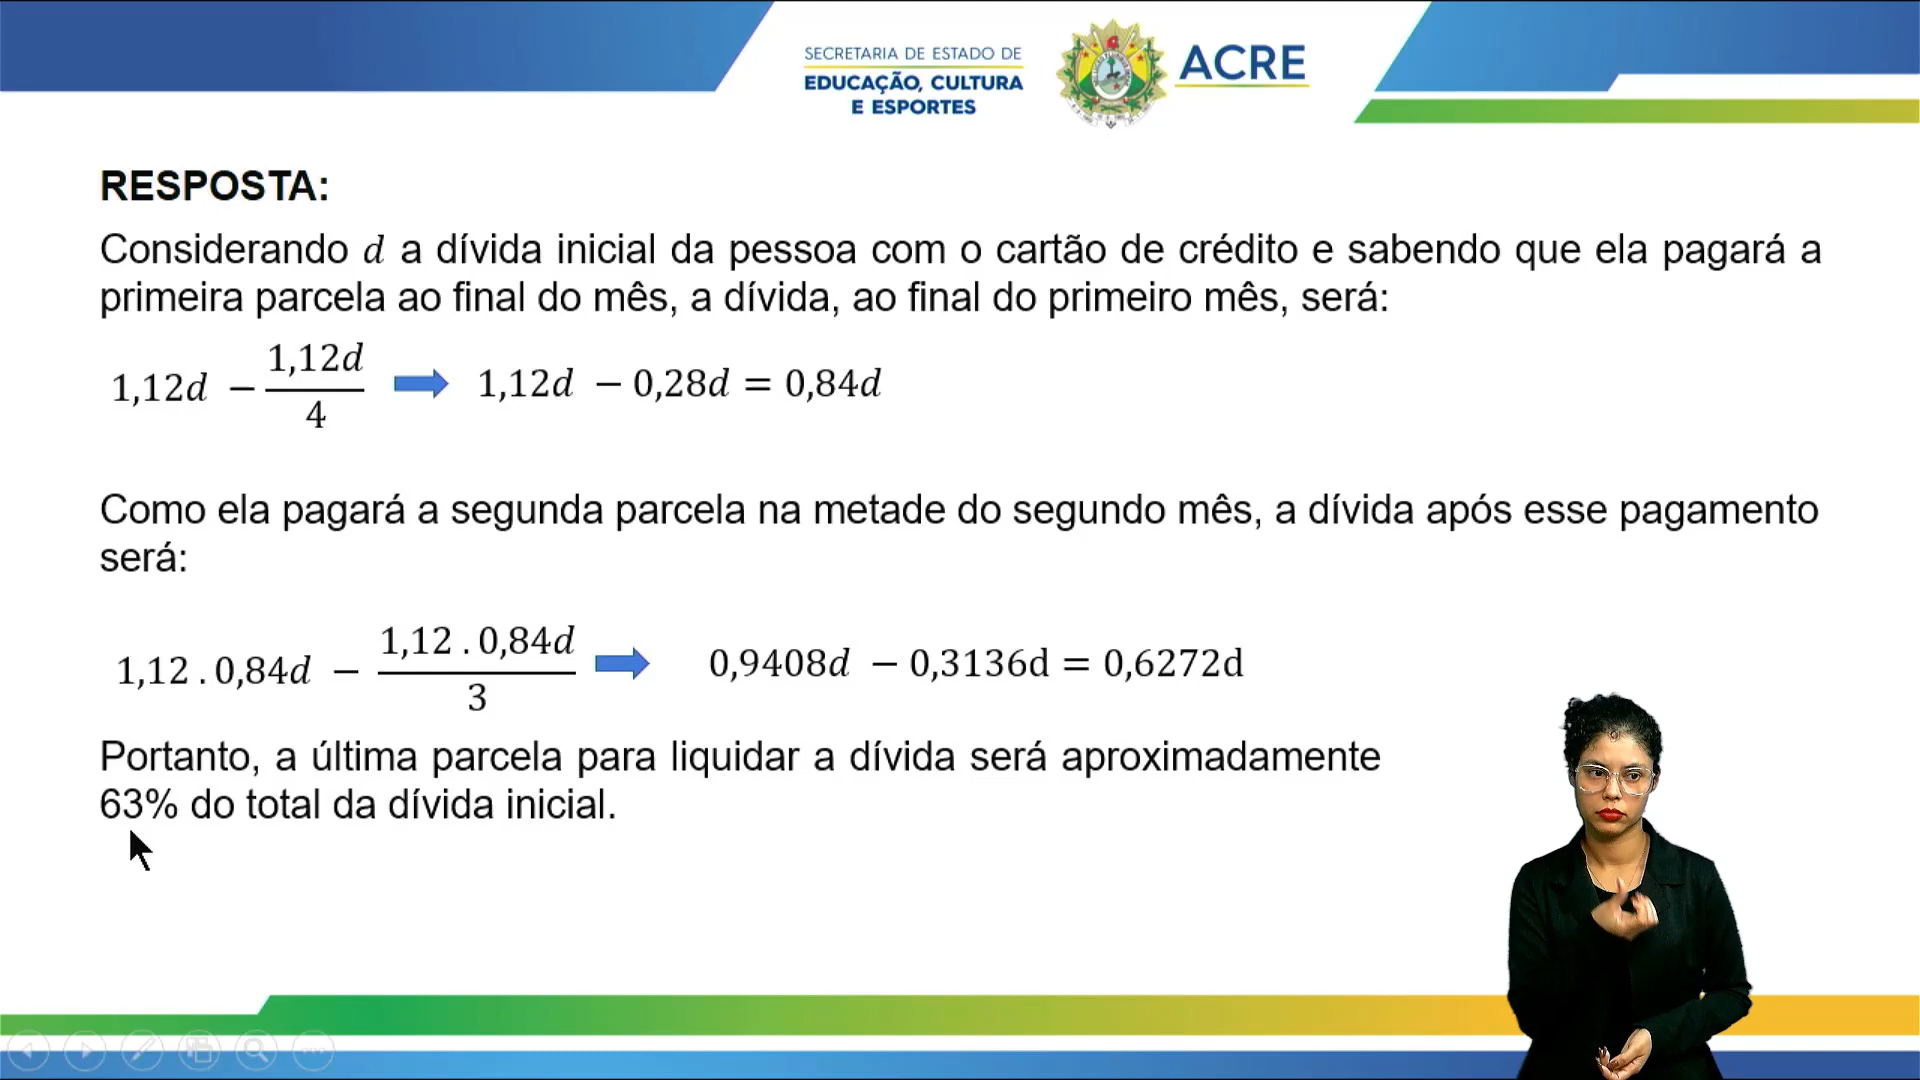 SECRETARIA DE ESTADO DE
EDUCAÇÃO, CULTURA
E ESPORTES
ACRE
RESPOSTA:
Considerando d a dívida inicial da pessoa com o cartão de crédito e sabendo que ela pagará a
primeira parcela ao final do mês, a dívida, ao final do primeiro mês, será:
1,12d − 1,12d/4 1,12d − 0,28d = 0,84d
Como ela pagará a segunda parcela na metade do segundo mês, a dívida após esse pagamento
será:
1,12 . 0,84d − 1,12 . 0,84d/3 0,9408d − 0,3136d = 0,6272d
Portanto, a última parcela para liquidar a dívida será aproximadamente
63% do total da dívida inicial.